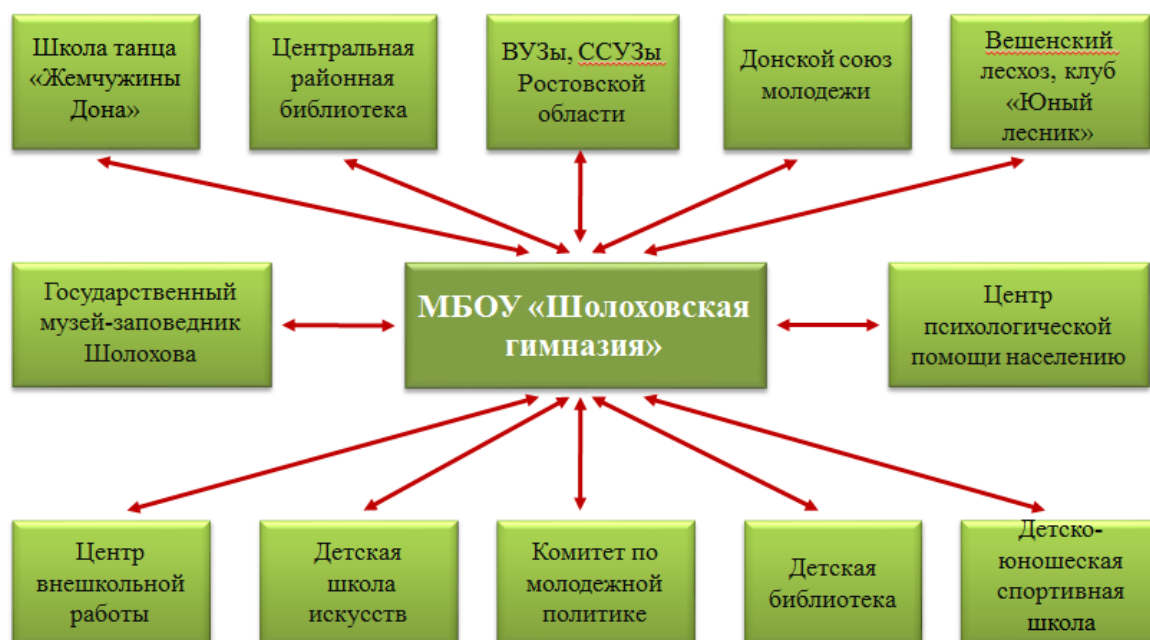 Школа танца
«Жемчужины
Дона»
Центральная
районная
библиотека
ВУЗы, ССУЗы
Ростовской
области
Донской союз
молодежи
Вешенский
лесхоз, клуб
«Юный
лесник»
Государственный
музей-заповедник
Шолохова
МБОУ «Шолоховская
гимназия»
Центр
психологической
помощи населению
Центр
внешкольной
работы
Детская
школа
искусств
Комитет по
молодежной
политике
Детская
библиотека
Детско-
юношеская
спортивная
школа